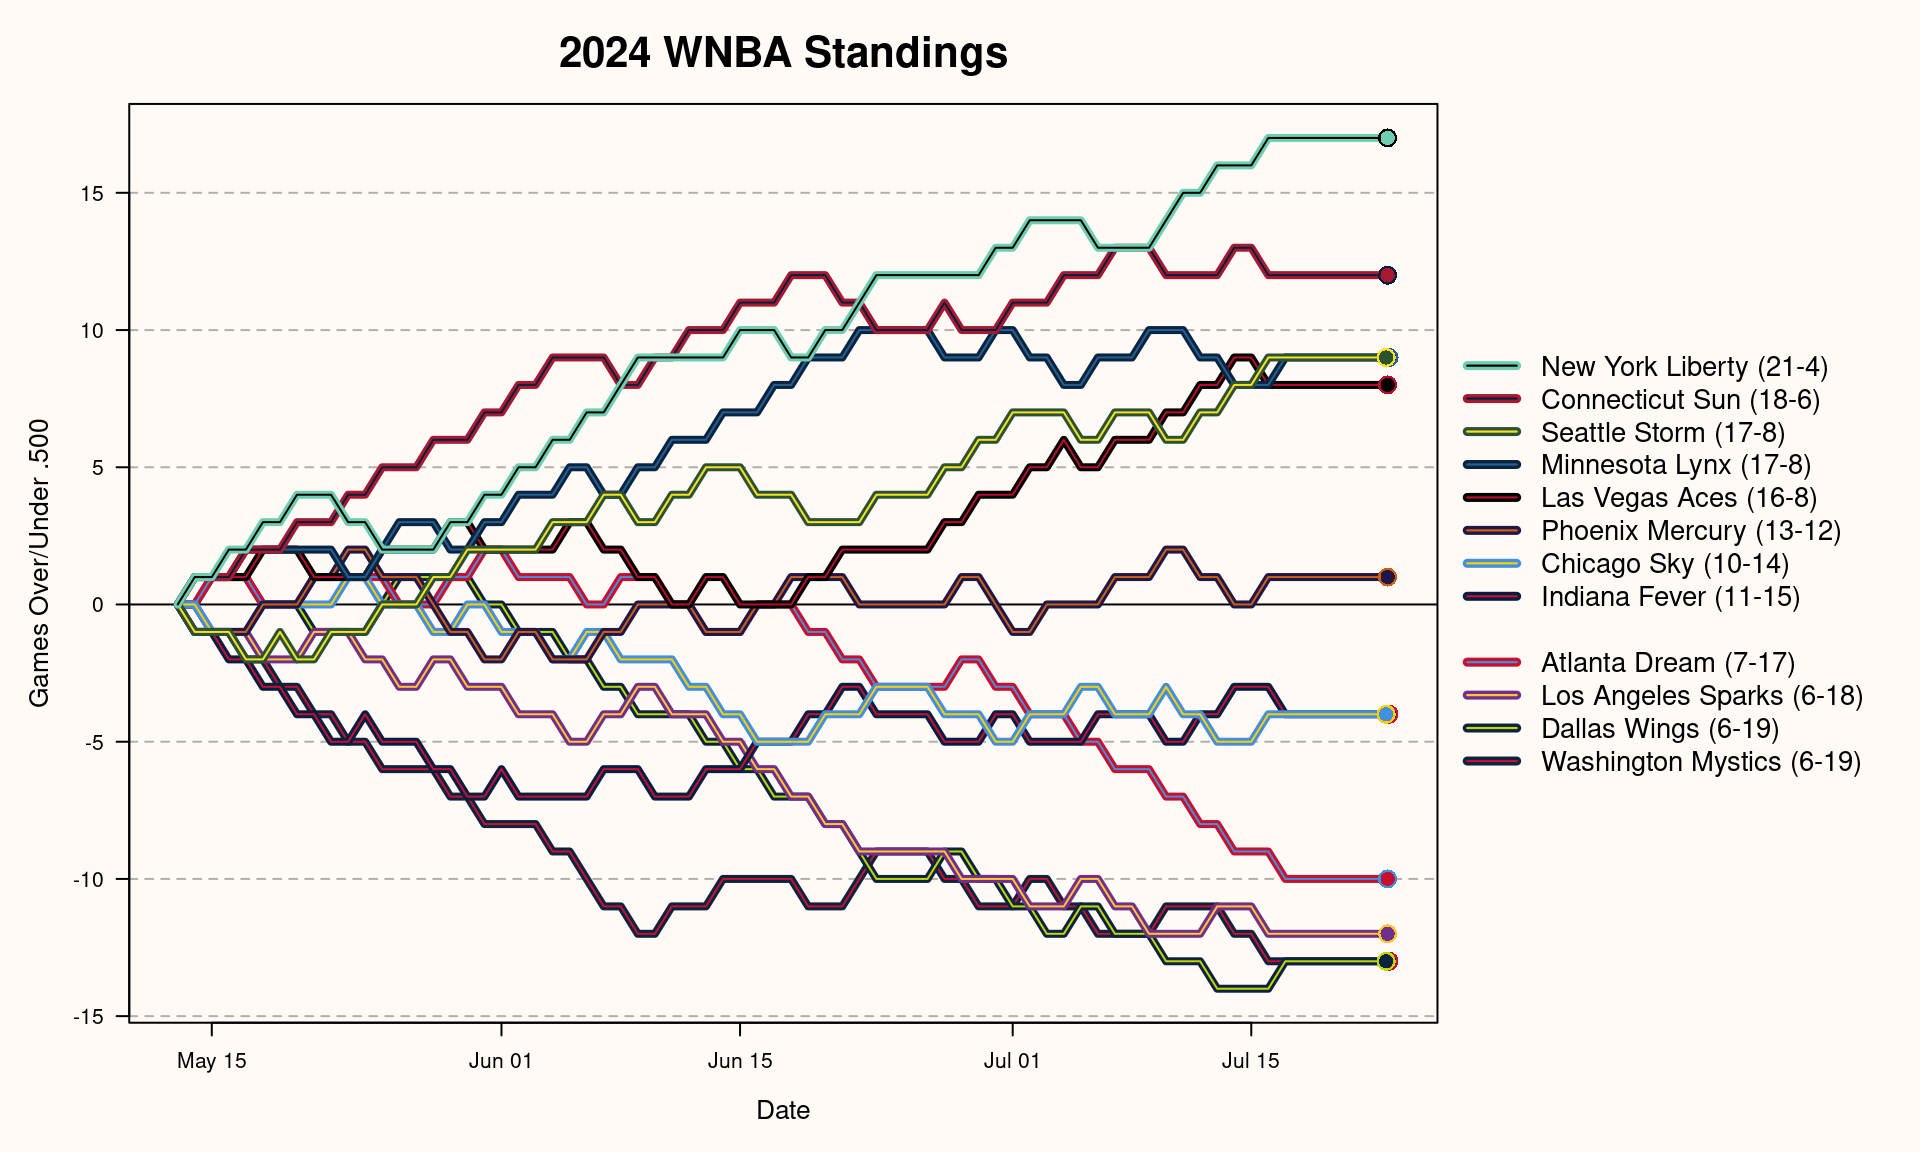 2024 WNBA Standings
Games Over/Under .500
15
10
5
0
-5
-10
-15
May 15
Jun 01
Jun 15
Jul 01
Jul 15
Date
New York Liberty (21-4)
Connecticut Sun (18-6)
Seattle Storm (17-8)
Minnesota Lynx (17-8)
Las Vegas Aces (16-8)
Phoenix Mercury (13-12)
Chicago Sky (10-14)
Indiana Fever (11-15)
Atlanta Dream (7-17)
Los Angeles Sparks (6-18)
Dallas Wings (6-19)
Washington Mystics (6-19)